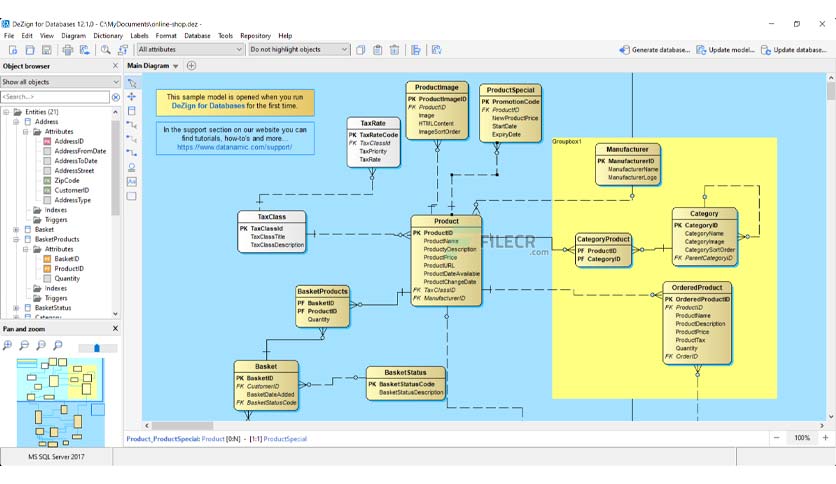 DeZign for Databases 12.1.0 - C:\MyDocuments\online-shop.dez -
File Edit View Diagram Dictionary Labels Format Database Tools Repository Help
All attributes
Do not highlight objects
Generate database...
Update model...
Update database...
Object browser
Show all objects
<Search...>
Entities (21)
Address
Attributes
AddressID
AddressFromDate
AddressToDate
AddressStreet
ZipCode
CustomerID
AddressType
Indexes
Triggers
Basket
BasketProducts
Attributes
BasketID
ProductID
Quantity
Indexes
Triggers
BasketStatus
Category
Pan and zoom
Main Diagram
This sample model is opened when you run
DeZign for Databases for the first time.
In the support section on our website you can
find tutorials, how-to's and more...
https://www.datanamic.com/support/
TaxRate
PK TaxRateCode
FK TaxClassId
TaxPriority
TaxRate
ProductImage
PK ProductImageID
FK ProductID
Image
HTMLContent
ImageSortOrder
ProductSpecial
PK PromotionCode
FK ProductID
NewProductPrice
StartDate
ExpiryDate
Groupbox1
Manufacturer
PK ManufacturerID
ManufacturerName
ManufacturerLogo
TaxClass
PK TaxClassId
TaxClassTitle
TaxClassDescription
Product
PK ProductID
ProductName
ProductyDescription
ProductPrice
ProductURL
ProductDateAvailable
ProductChangeDate
FK TaxClassID
FK ManufacturerID
FILECR
.com
CategoryProduct
PF ProductID
PF CategoryID
Category
PK CategoryID
CategoryName
CategoryImage
CategorySortOrder
FK ParentCategoryID
BasketProducts
PF BasketID
PF ProductID
Quantity
OrderedProduct
PK OrderedProductID
FK ProductID
ProductName
ProductDescription
ProductPrice
ProductTax
Quantity
FK OrderID
Basket
PK BasketID
FK CustomerID
BasketDateAdded
FK BasketStatusCode
BasketStatus
PK BasketStatusCode
BasketStatusDescription
Product_ProductSpecial: Product [0:N] - [1:1] ProductSpecial
100%
MS SQL Server 2017